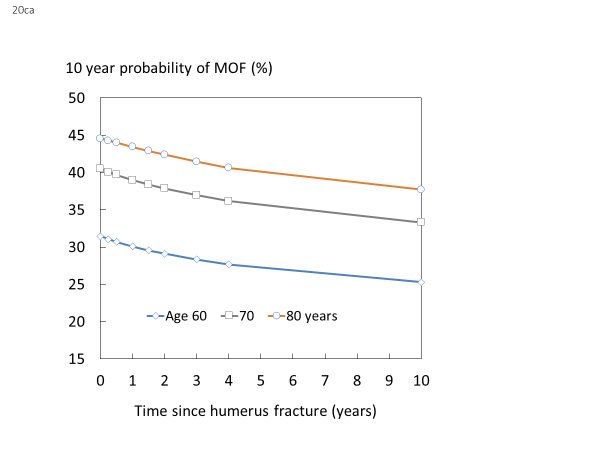 20ca
10 year probability of MOF (%)
50
45
40
35
30
25
20
15
Age 60 70 80 years
0 1 2 3 4 5 6 7 8 9 10
Time since humerus fracture (years)